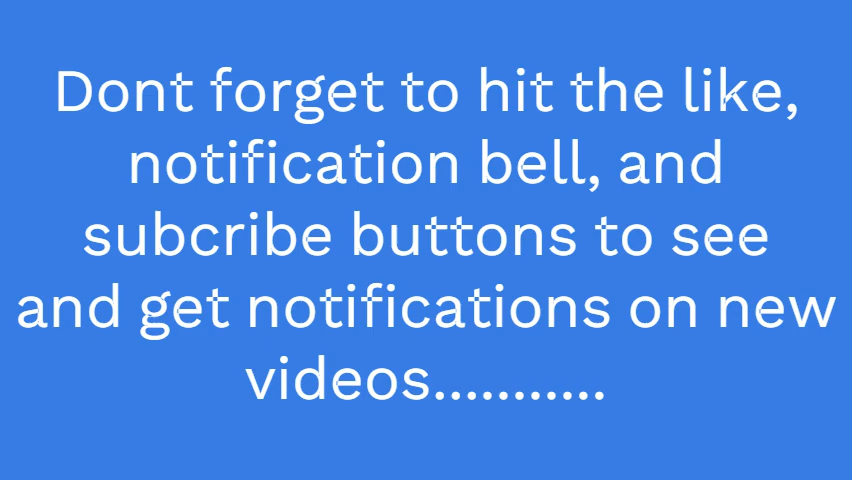 Dont forget to hit the like,
notification bell, and
subcribe buttons to see
and get notifications on new
videos...........